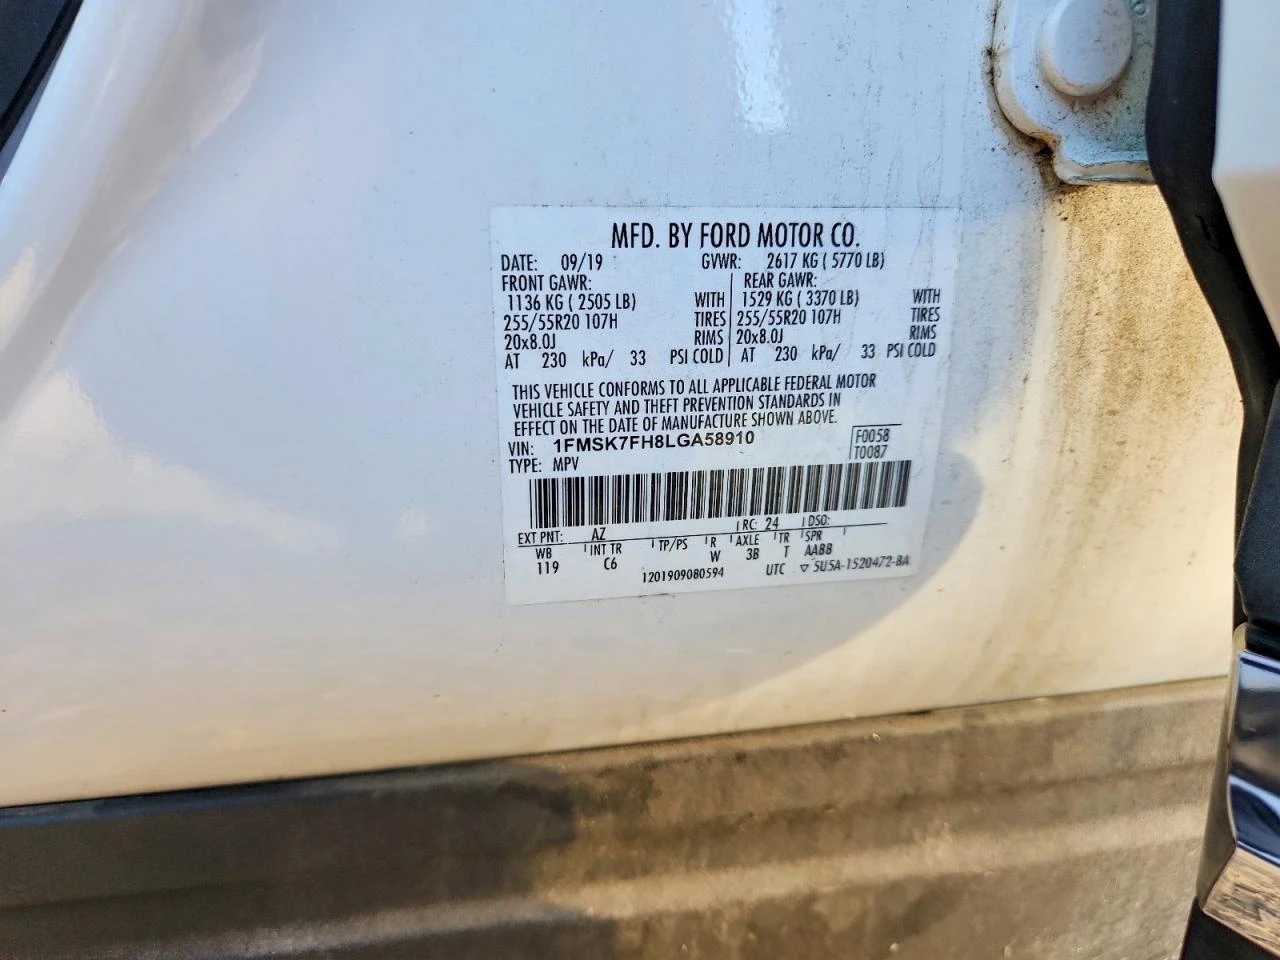 MFD. BY FORD MOTOR CO.
DATE: 09/19 GVWR: 2617 KG ( 5770 LB)
FRONT GAWR: REAR GAWR:
1136 KG ( 2505 LB) WITH 1529 KG ( 3370 LB) WITH
255/55R20 107H TIRES 255/55R20 107H TIRES
20x8.0J RIMS 20x8.0J RIMS
AT 230 kPa/ 33 PSI COLD AT 230 kPa/ 33 PSI COLD
THIS VEHICLE CONFORMS TO ALL APPLICABLE FEDERAL MOTOR
VEHICLE SAFETY AND THEFT PREVENTION STANDARDS IN
EFFECT ON THE DATE OF MANUFACTURE SHOWN ABOVE.
VIN: 1FMSK7FH8LGA58910 F0058
TYPE: MPV T0087
EXT PNT: AZ RC: 24 DSO:
WB INT TR TP/PS R AXLE TR SPR
119 C6 W 3B T AABB
1201909080594 UTC ▽ 5U5A-1520472-BA